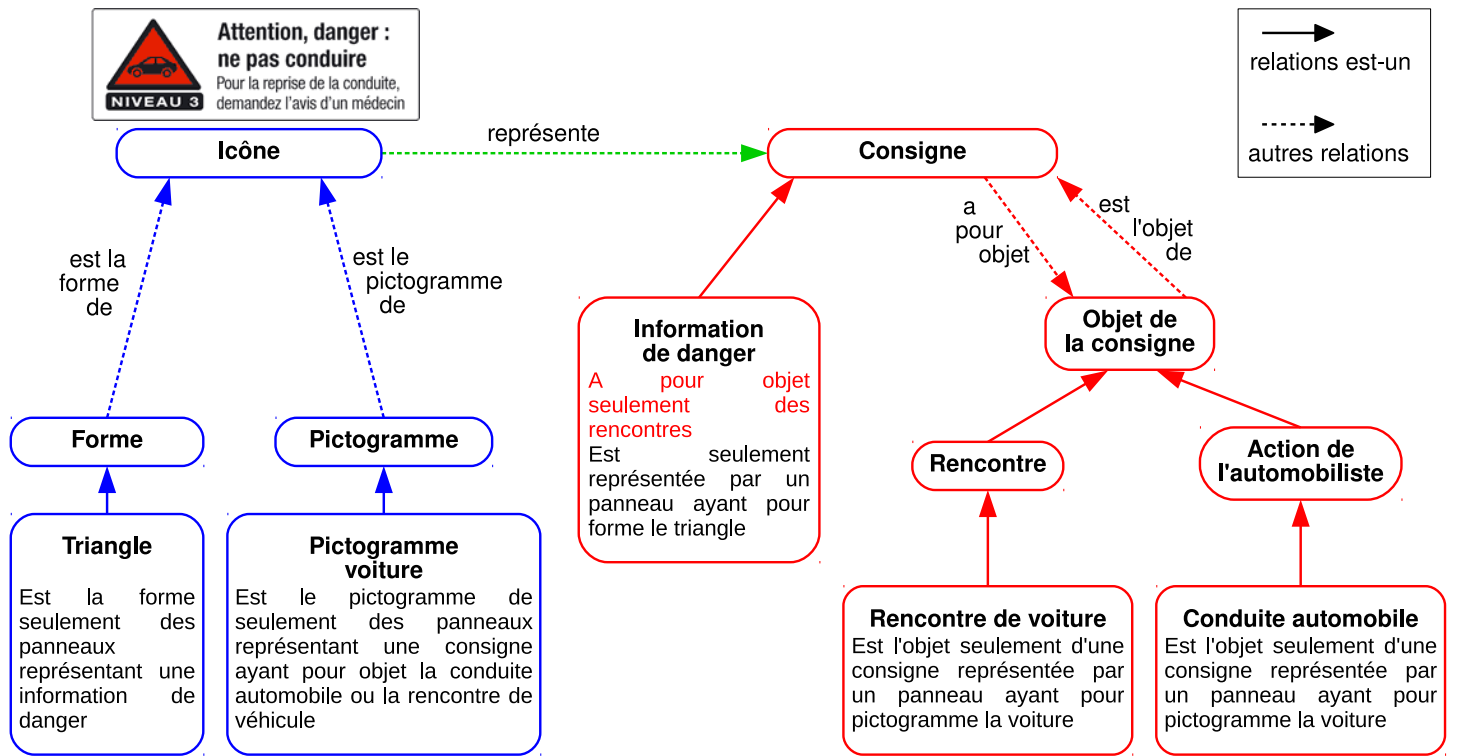 Attention, danger :
ne pas conduire
Pour la reprise de la conduite,
demandez l'avis d'un médecin
NIVEAU 3
relations est-un
autres relations
Icône
représente
Consigne
est la
forme
de
est le
pictogramme
de
a
pour
objet
est
l'objet
de
Information
de danger
A pour objet
seulement des
rencontres
Est seulement
représentée par un
panneau ayant pour
forme le triangle
Objet de
la consigne
Forme
Pictogramme
Rencontre
Action de
l'automobiliste
Triangle
Est la forme
seulement des
panneaux
représentant une
information de
danger
Pictogramme
voiture
Est le pictogramme de
seulement des panneaux
représentant une consigne
ayant pour objet la conduite
automobile ou la rencontre de
véhicule
Rencontre de voiture
Est l'objet seulement d'une
consigne représentée par
un panneau ayant pour
pictogramme la voiture
Conduite automobile
Est l'objet seulement d'une
consigne représentée par
un panneau ayant pour
pictogramme la voiture